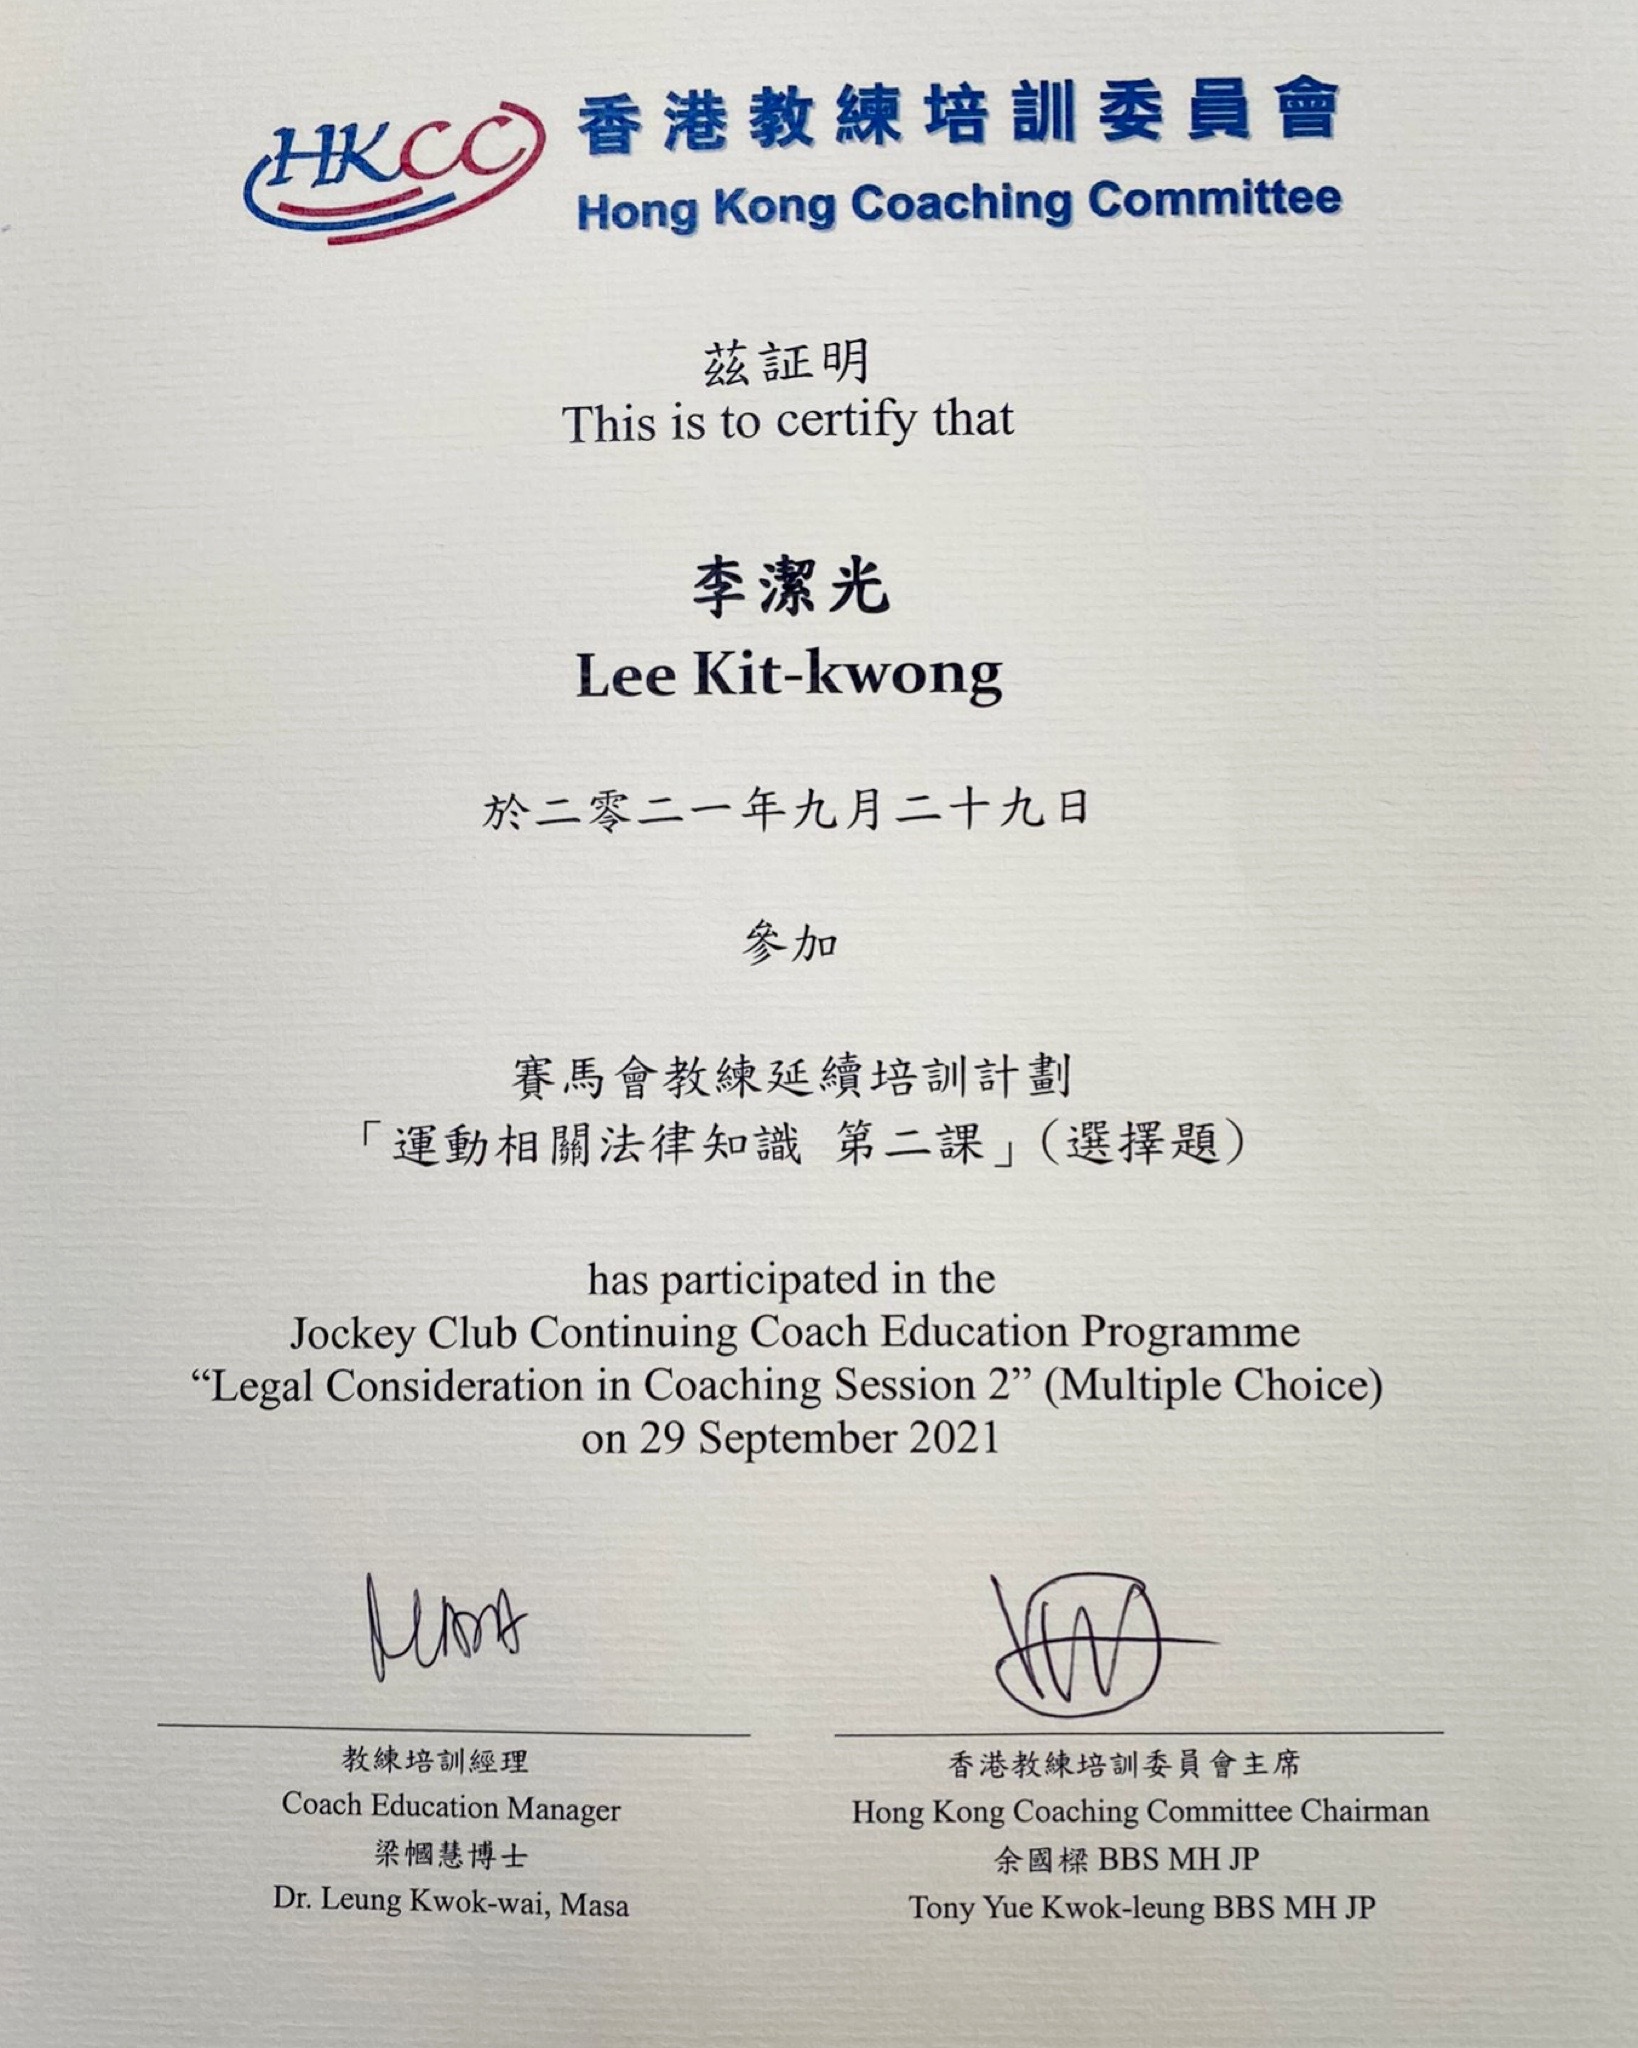 HKCC
香港教練培訓委員會
Hong Kong Coaching Committee
茲証明
This is to certify that
李潔光
Lee Kit-kwong
於二零二一年九月二十九日
參加
賽馬會教練延續培訓計劃
「運動相關法律知識 第二課」（選擇題）
has participated in the
Jockey Club Continuing Coach Education Programme
“Legal Consideration in Coaching Session 2” (Multiple Choice)
on 29 September 2021
教練培訓經理
Coach Education Manager
梁幗慧博士
Dr. Leung Kwok-wai, Masa
香港教練培訓委員會主席
Hong Kong Coaching Committee Chairman
余國樑 BBS MH JP
Tony Yue Kwok-leung BBS MH JP